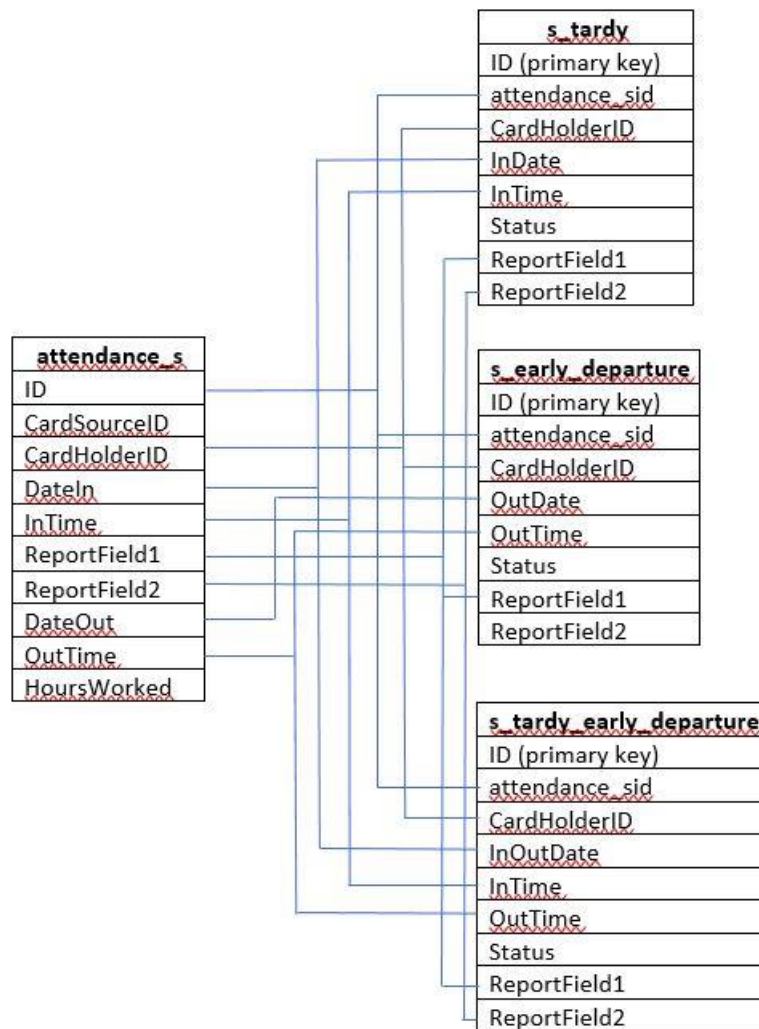 s_tardy
ID (primary key)
attendance_sid
CardHolderID
InDate
InTime
Status
ReportField1
ReportField2
attendance_s
ID
CardSourceID
CardHolderID
DateIn
InTime
ReportField1
ReportField2
DateOut
OutTime
HoursWorked
s_early_departure
ID (primary key)
attendance_sid
CardHolderID
OutDate
OutTime
Status
ReportField1
ReportField2
s_tardy_early_departure
ID (primary key)
attendance_sid
CardHolderID
InOutDate
InTime
OutTime
Status
ReportField1
ReportField2